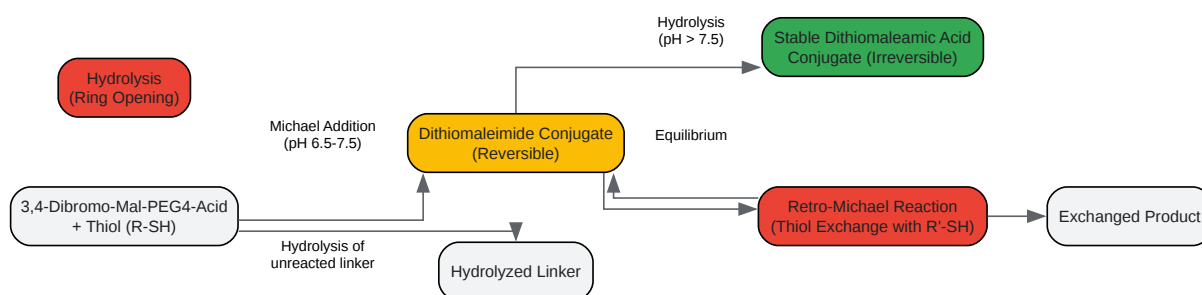 Hydrolysis
(pH > 7.5)
Stable Dithiomaleamic Acid
Conjugate (Irreversible)
Hydrolysis
(Ring Opening)
Michael Addition
(pH 6.5-7.5)
Dithiomaleimide Conjugate
(Reversible)
Equilibrium
3,4-Dibromo-Mal-PEG4-Acid
+ Thiol (R-SH)
Hydrolysis of
unreacted linker
Hydrolyzed Linker
Retro-Michael Reaction
(Thiol Exchange with R'-SH)
Exchanged Product